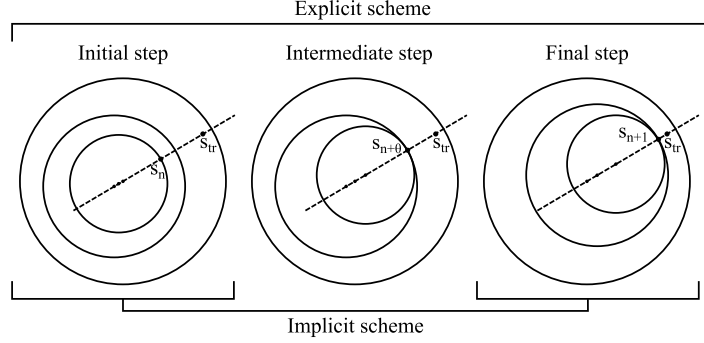 Explicit scheme
Initial step
Intermediate step
Final step
s_tr
s_n
s_tr
s_n+θ
s_tr
s_n+1
Implicit scheme